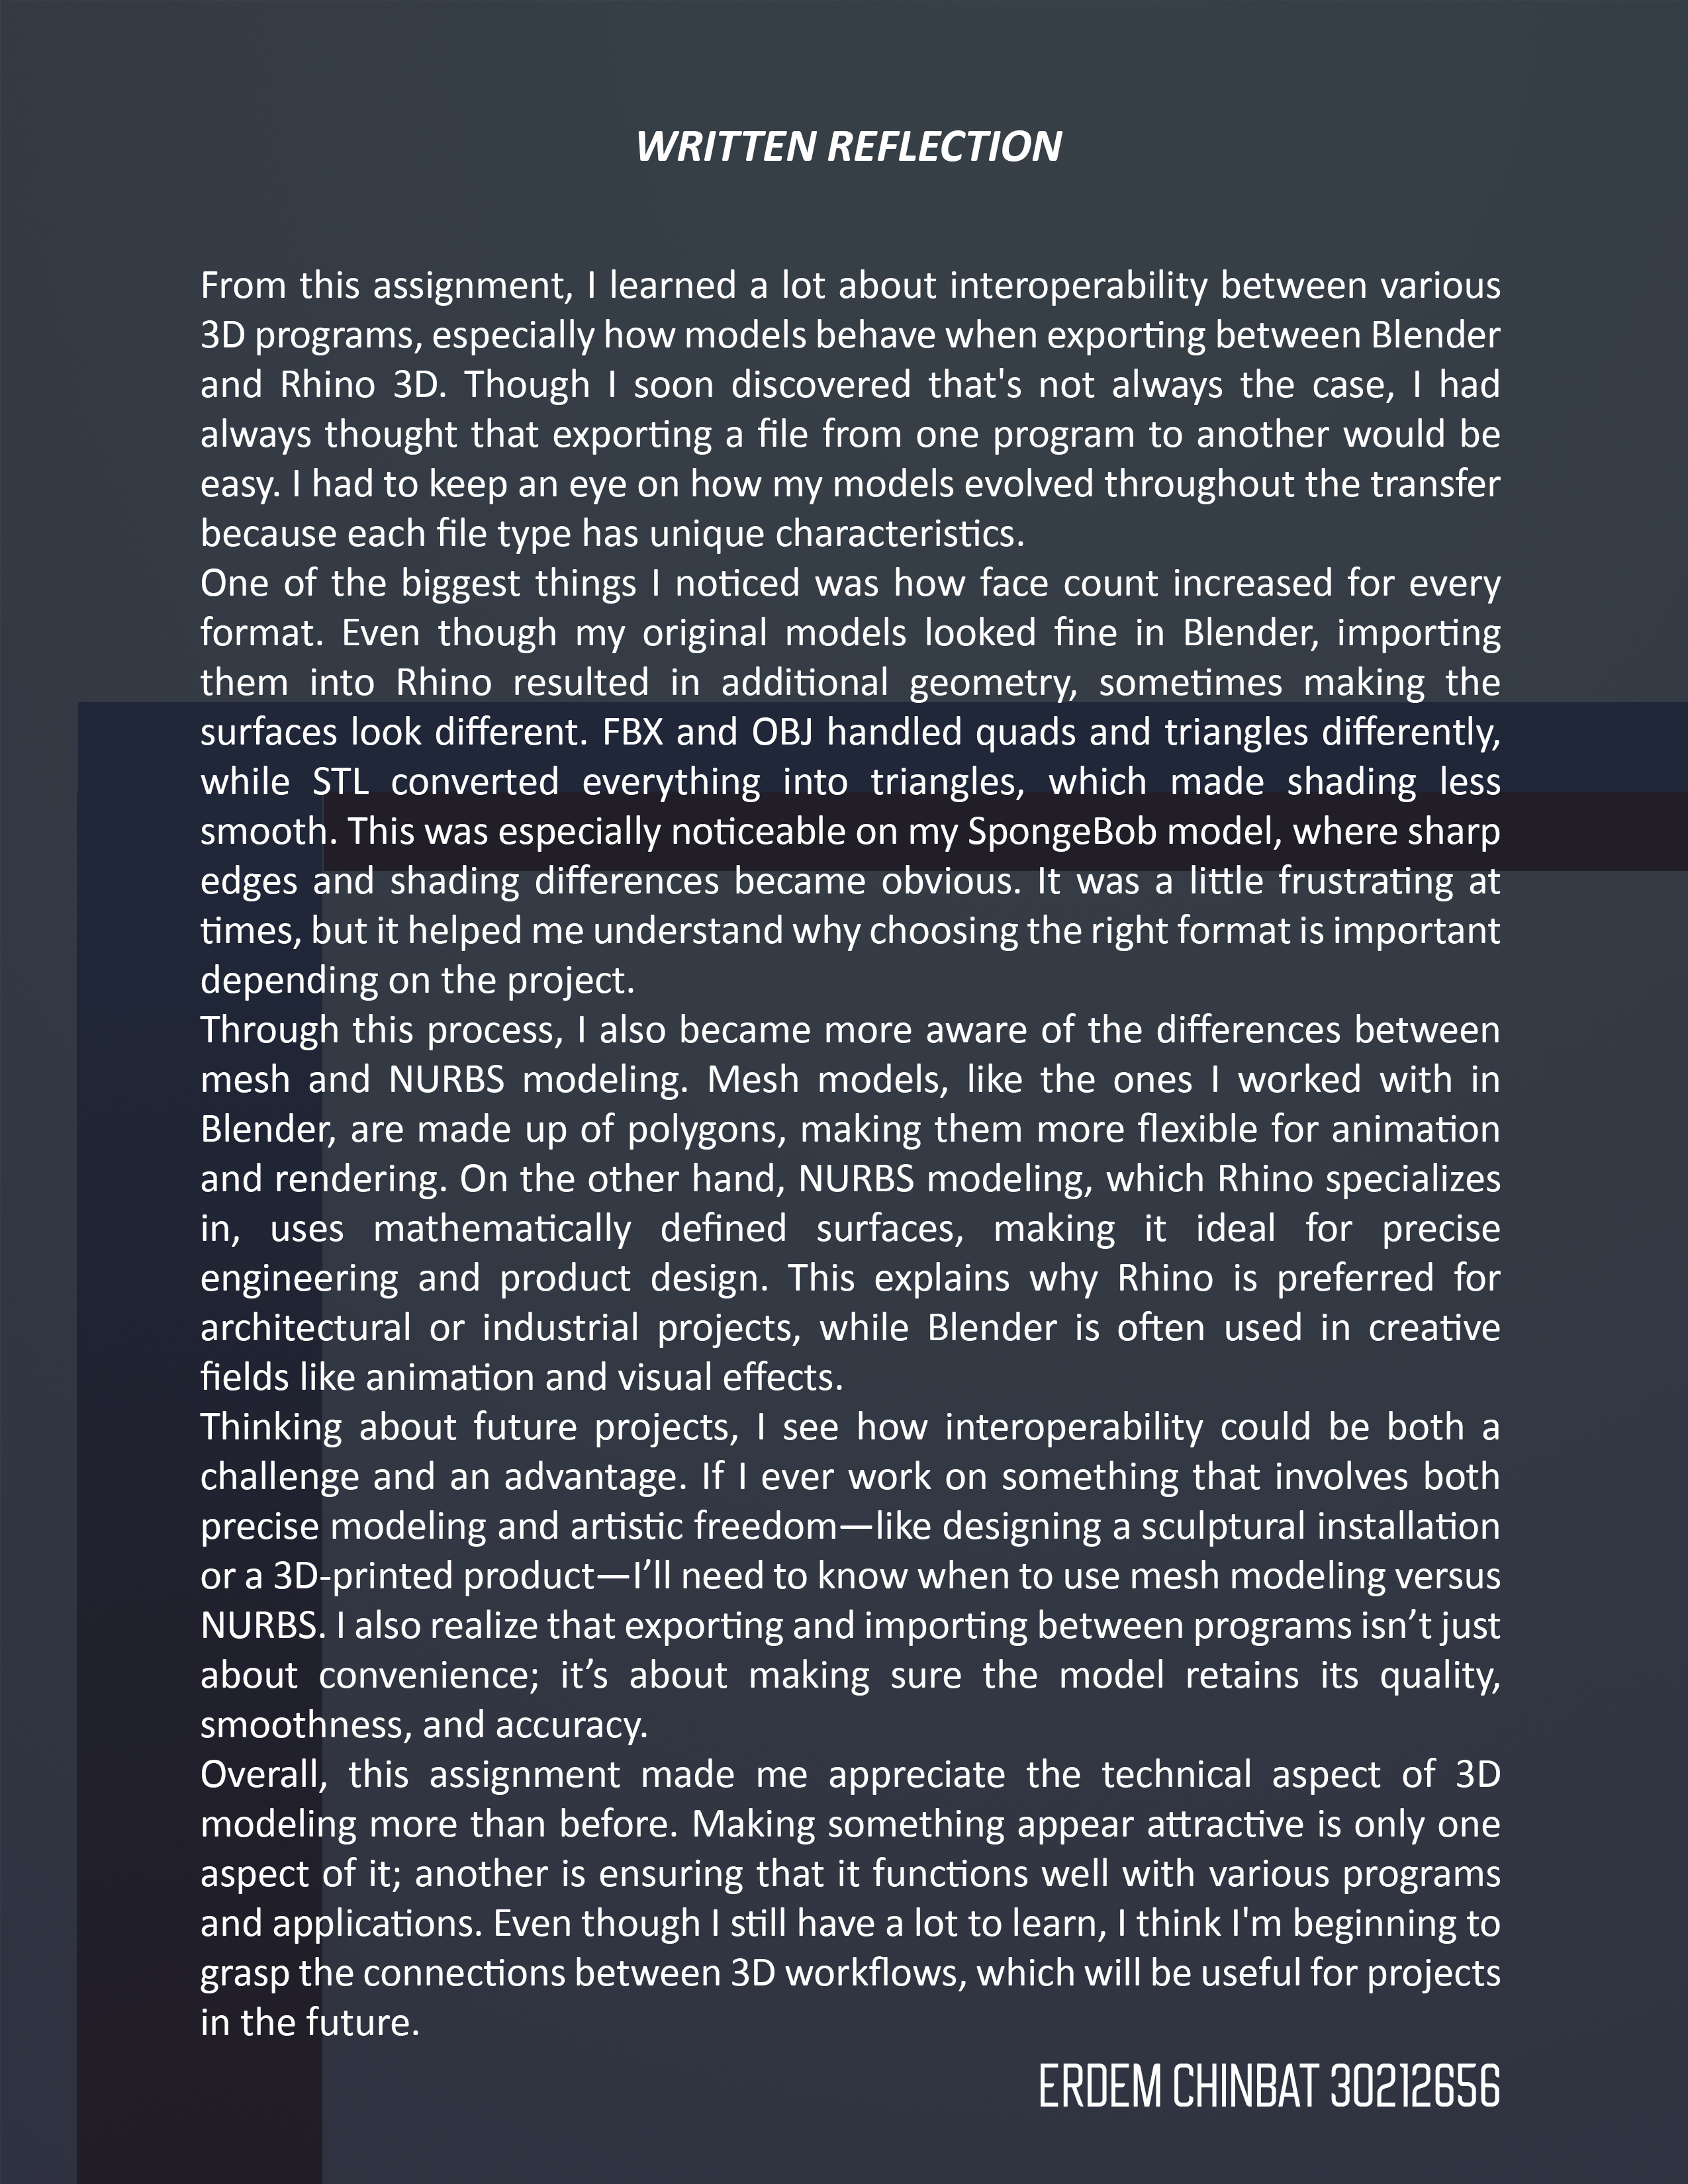 WRITTEN REFLECTION
From this assignment, I learned a lot about interoperability between various
3D programs, especially how models behave when exporting between Blender
and Rhino 3D. Though I soon discovered that's not always the case, I had
always thought that exporting a file from one program to another would be
easy. I had to keep an eye on how my models evolved throughout the transfer
because each file type has unique characteristics.
One of the biggest things I noticed was how face count increased for every
format. Even though my original models looked fine in Blender, importing
them into Rhino resulted in additional geometry, sometimes making the
surfaces look different. FBX and OBJ handled quads and triangles differently,
while STL converted everything into triangles, which made shading less
smooth. This was especially noticeable on my SpongeBob model, where sharp
edges and shading differences became obvious. It was a little frustrating at
times, but it helped me understand why choosing the right format is important
depending on the project.
Through this process, I also became more aware of the differences between
mesh and NURBS modeling. Mesh models, like the ones I worked with in
Blender, are made up of polygons, making them more flexible for animation
and rendering. On the other hand, NURBS modeling, which Rhino specializes
in, uses mathematically defined surfaces, making it ideal for precise
engineering and product design. This explains why Rhino is preferred for
architectural or industrial projects, while Blender is often used in creative
fields like animation and visual effects.
Thinking about future projects, I see how interoperability could be both a
challenge and an advantage. If I ever work on something that involves both
precise modeling and artistic freedom—like designing a sculptural installation
or a 3D-printed product—I’ll need to know when to use mesh modeling versus
NURBS. I also realize that exporting and importing between programs isn’t just
about convenience; it’s about making sure the model retains its quality,
smoothness, and accuracy.
Overall, this assignment made me appreciate the technical aspect of 3D
modeling more than before. Making something appear attractive is only one
aspect of it; another is ensuring that it functions well with various programs
and applications. Even though I still have a lot to learn, I think I'm beginning to
grasp the connections between 3D workflows, which will be useful for projects
in the future.
ERDEM CHINBAT 30212656